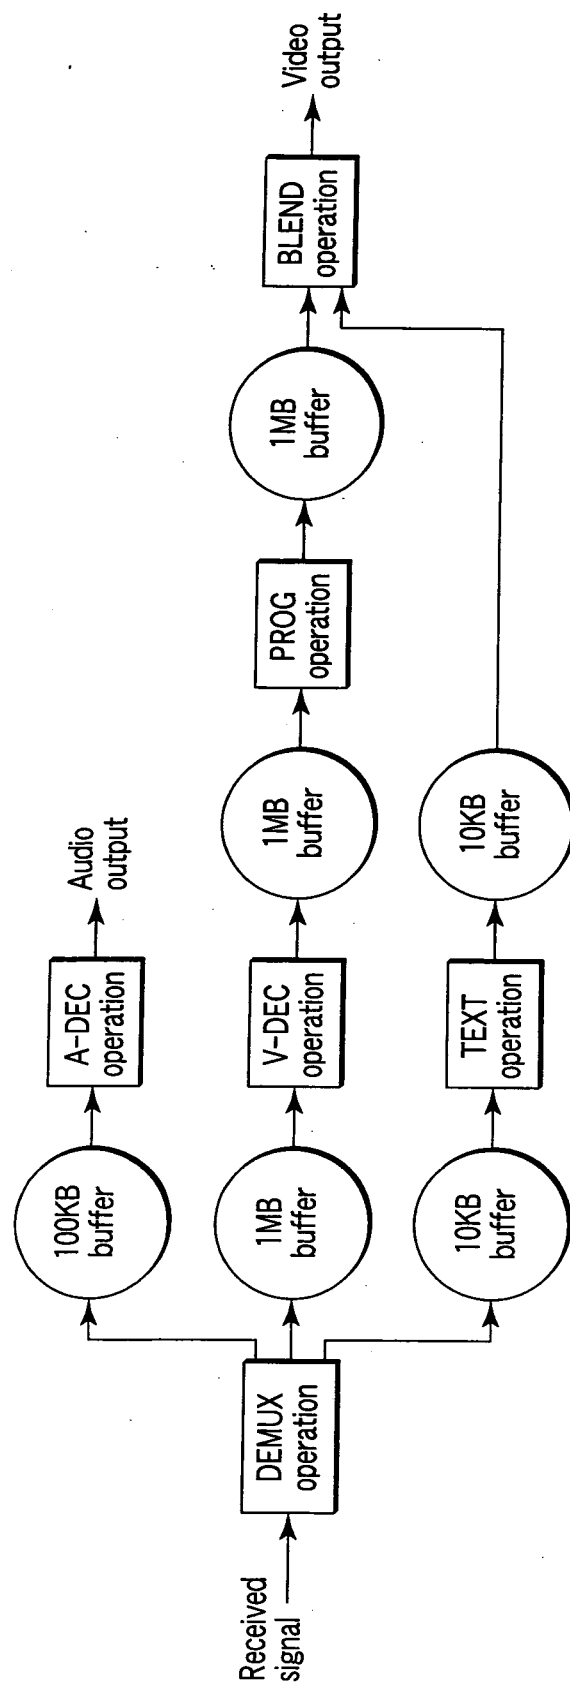 Received
signal
DEMUX
operation
100KB
buffer
A-DEC
operation
Audio
output
1MB
buffer
V-DEC
operation
1MB
buffer
PROG
operation
1MB
buffer
BLEND
operation
Video
output
10KB
buffer
TEXT
operation
10KB
buffer